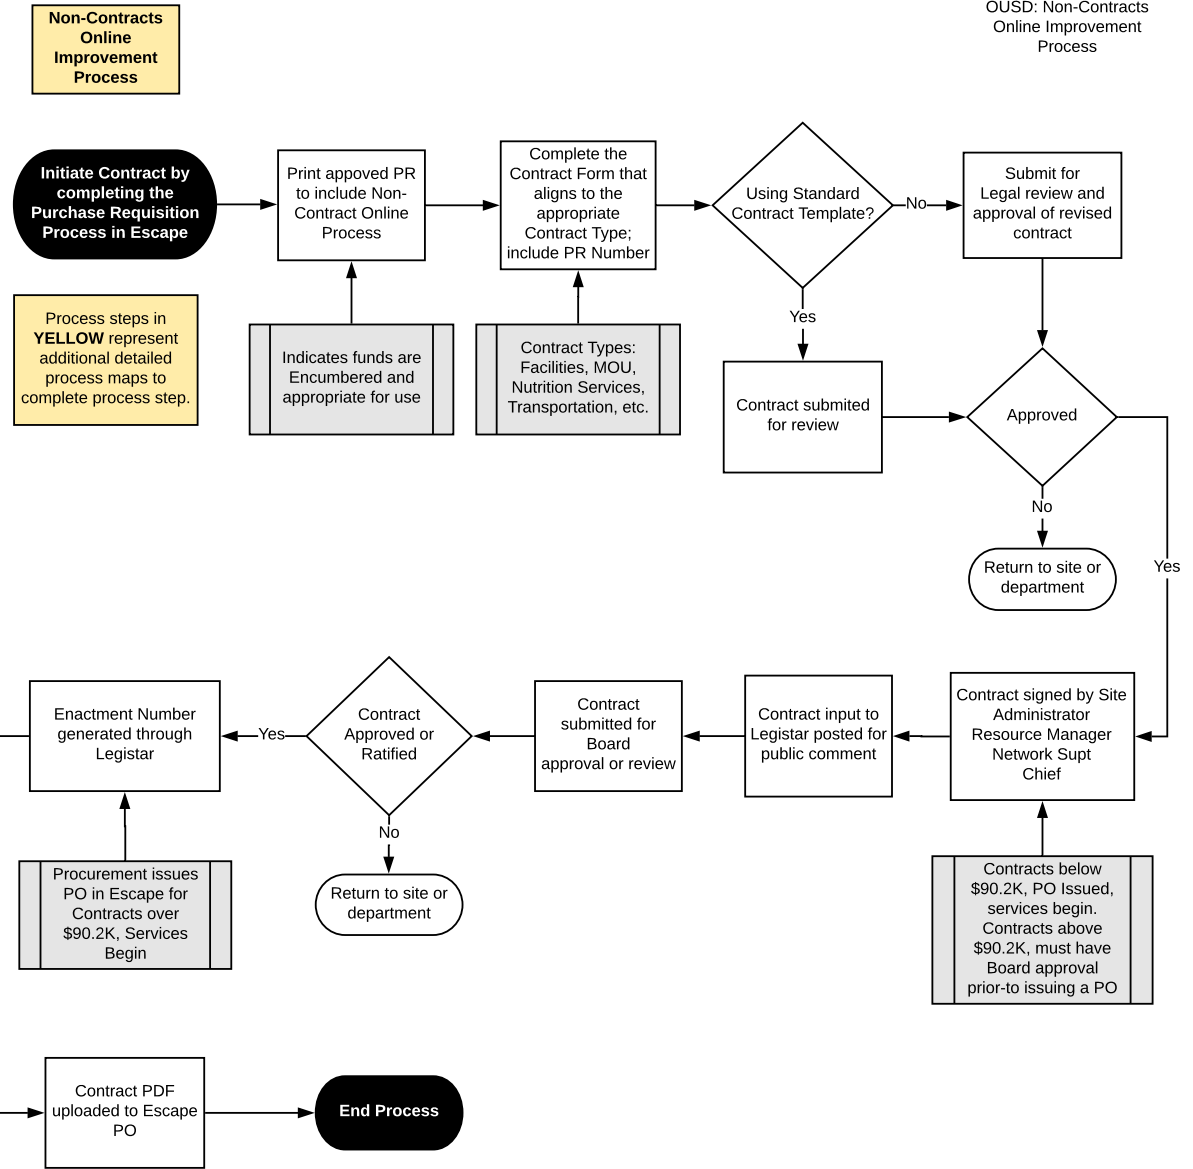 Non-Contracts
Online
Improvement
Process
OUSD: Non-Contracts
Online Improvement
Process
Initiate Contract by
completing the
Purchase Requisition
Process in Escape
Print appoved PR
to include Non-
Contract Online
Process
Complete the
Contract Form that
aligns to the
appropriate
Contract Type;
include PR Number
Using Standard
Contract Template?
No
Submit for
Legal review and
approval of revised
contract
Process steps in
YELLOW represent
additional detailed
process maps to
complete process step.
Indicates funds are
Encumbered and
appropriate for use
Contract Types:
Facilities, MOU,
Nutrition Services,
Transportation, etc.
Yes
Contract submited
for review
Approved
No
Return to site or
department
Yes
Contract signed by Site
Administrator
Resource Manager
Network Supt
Chief
Contract input to
Legistar posted for
public comment
Contract
submitted for
Board
approval or review
Contract
Approved or
Ratified
Yes
Enactment Number
generated through
Legistar
No
Return to site or
department
Procurement issues
PO in Escape for
Contracts over
$90.2K, Services
Begin
Contracts below
$90.2K, PO Issued,
services begin.
Contracts above
$90.2K, must have
Board approval
prior-to issuing a PO
Contract PDF
uploaded to Escape
PO
End Process